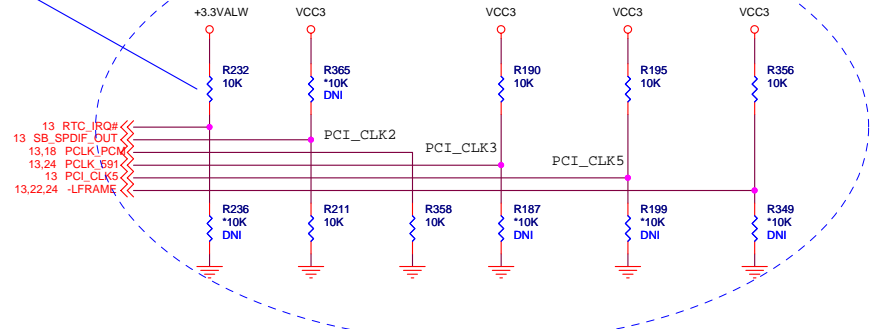 +3.3VALW VCC3 VCC3 VCC3 VCC3
R232 R365 R190 R195 R356
10K *10K 10K 10K 10K
DNI
13 RTC_IRQ#
13 SB_SPDIF_OUT PCI_CLK2
13,18 PCLK_PCM PCI_CLK3
13,24 PCLK_591
13 PCI_CLK5 PCI_CLK5
13,22,24 -LFRAME
R236 R211 R358 R187 R199 R349
*10K 10K 10K *10K *10K *10K
DNI DNI DNI DNI